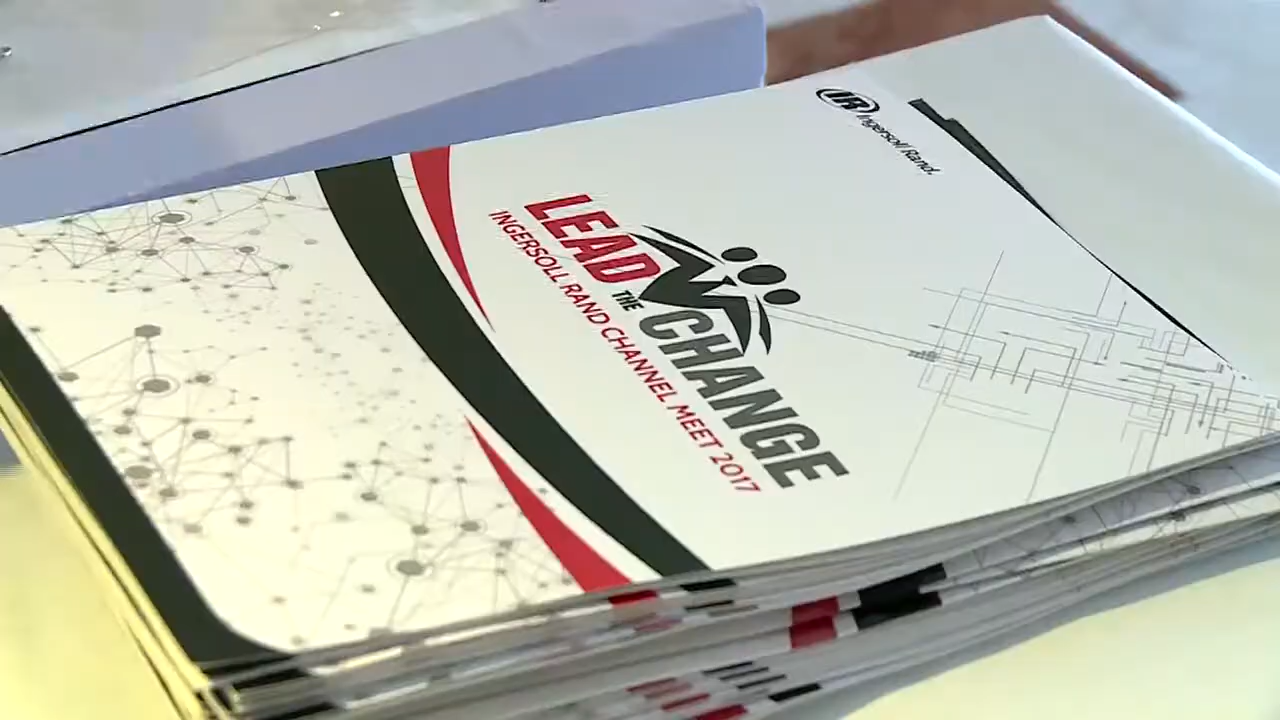 IR
Ingersoll Rand.
LEAD
THE
CHANGE
INGERSOLL RAND CHANNEL MEET 2017